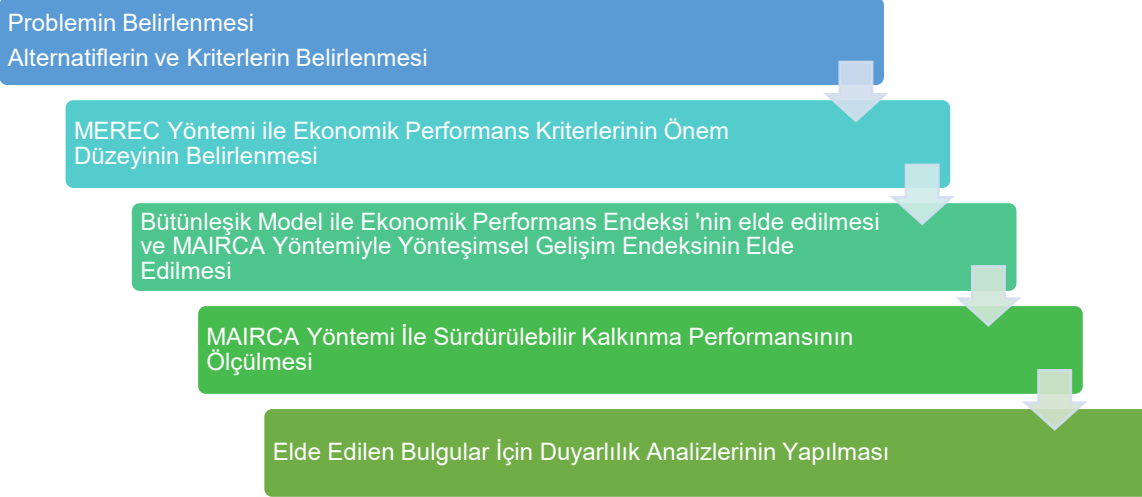 Problemin Belirlenmesi
Alternatiflerin ve Kriterlerin Belirlenmesi
MEREC Yöntemi ile Ekonomik Performans Kriterlerinin Önem
Düzeyinin Belirlenmesi
Bütünleşik Model ile Ekonomik Performans Endeksi 'nin elde edilmesi
ve MAIRCA Yöntemiyle Yönteşimsel Gelişim Endeksinin Elde
Edilmesi
MAIRCA Yöntemi İle Sürdürülebilir Kalkınma Performansının
Ölçülmesi
Elde Edilen Bulgular İçin Duyarlılık Analizlerinin Yapılması